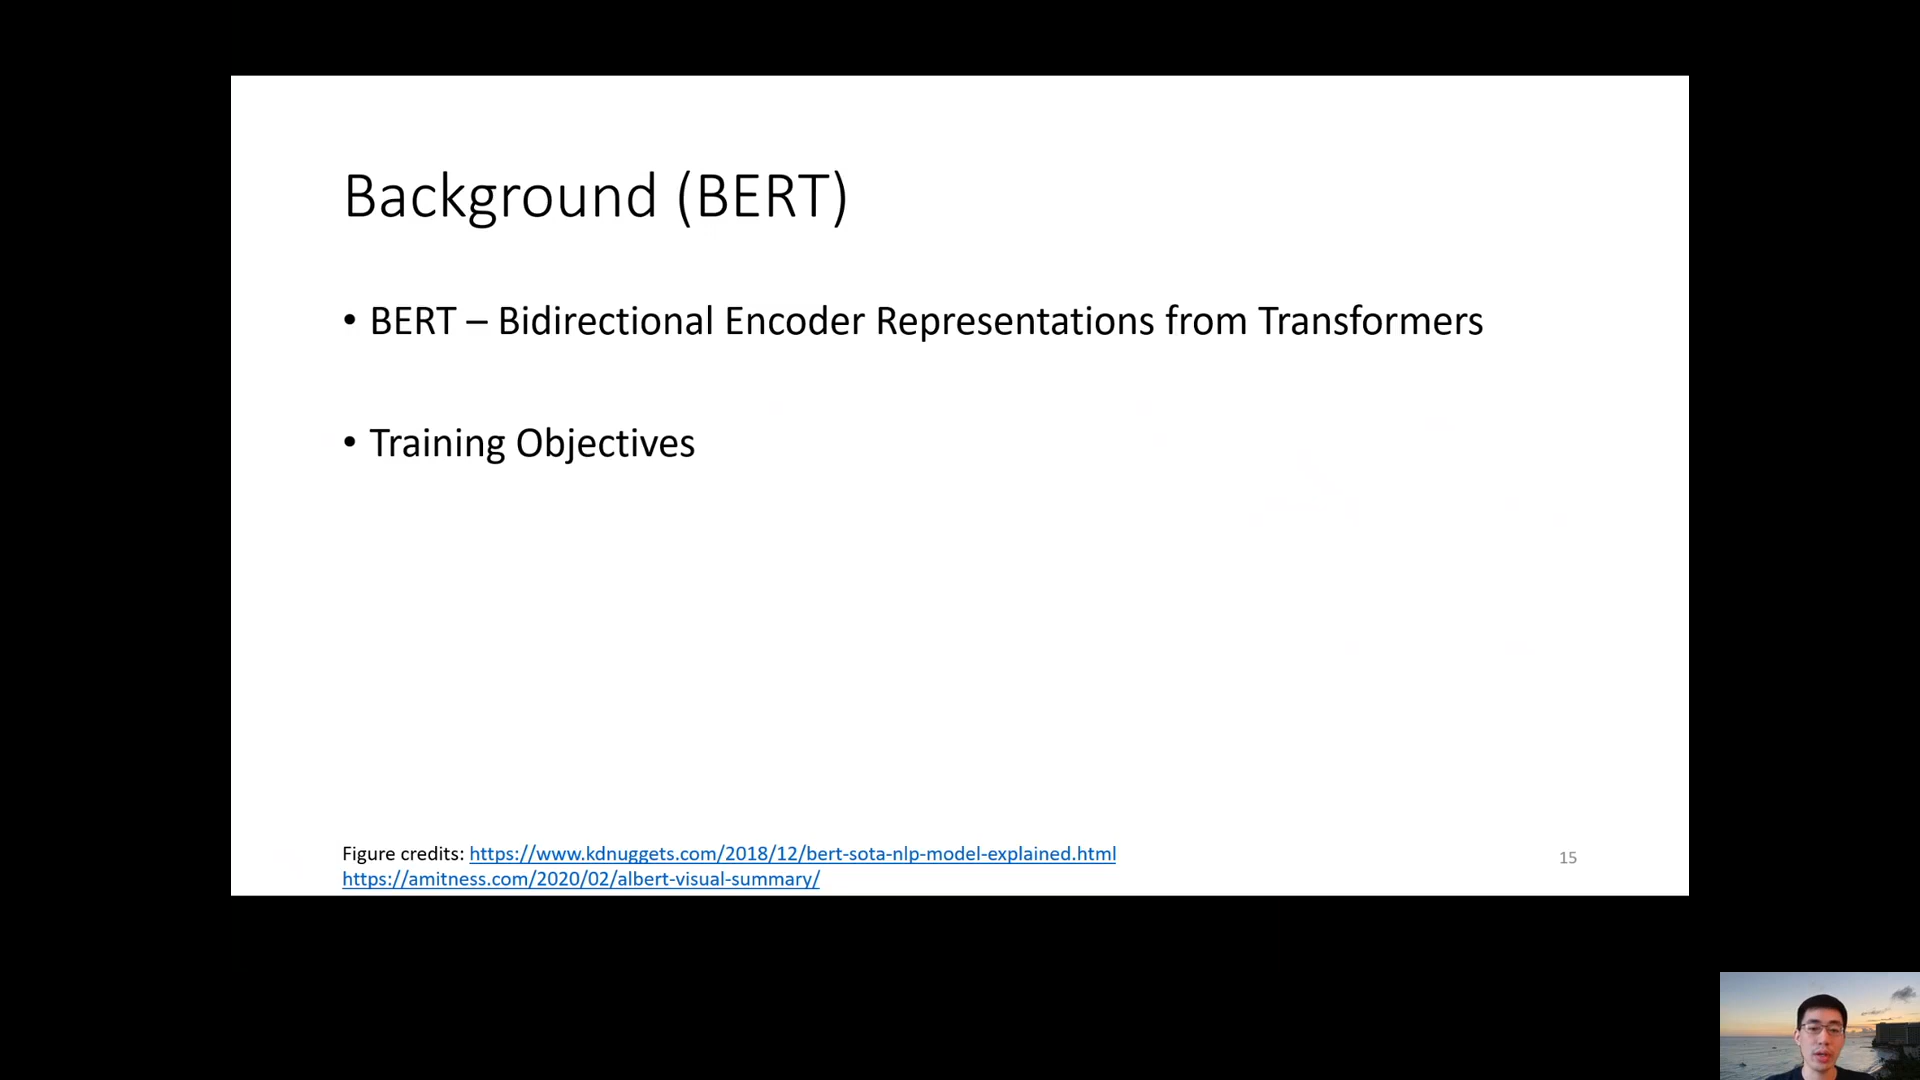 Background (BERT)
• BERT – Bidirectional Encoder Representations from Transformers
• Training Objectives
Figure credits: https://www.kdnuggets.com/2018/12/bert-sota-nlp-model-explained.html
https://amitness.com/2020/02/albert-visual-summary/
15